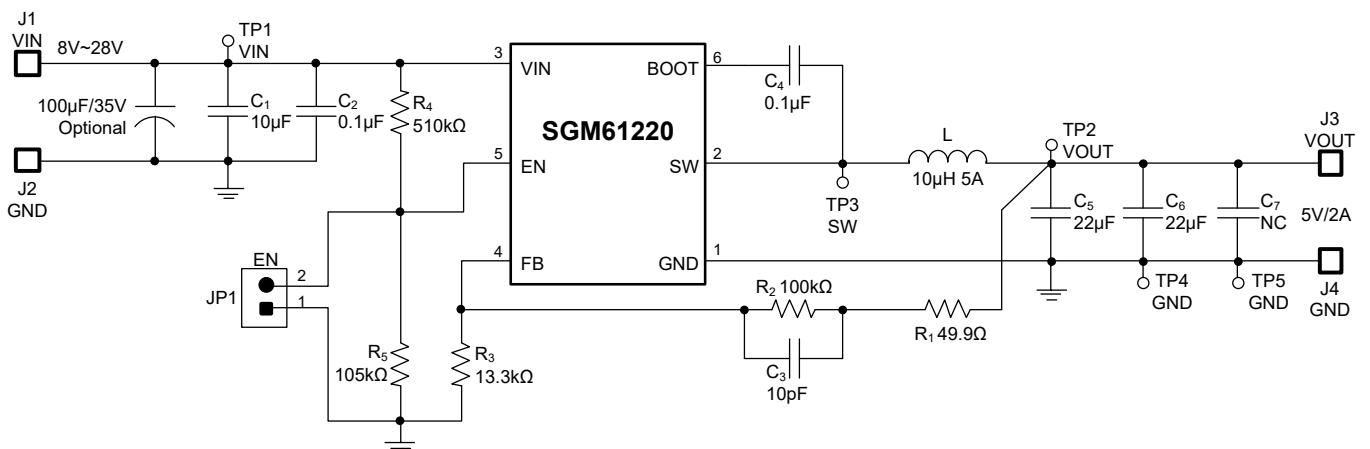 J1
VIN
8V~28V
TP1
VIN
100µF/35V
Optional
C1
10µF
C2
0.1µF
R4
510kΩ
J2
GND
3
VIN
5
EN
4
FB
SGM61220
BOOT
6
SW
2
GND
1
C4
0.1µF
TP3
SW
L
10µH 5A
TP2
VOUT
J3
VOUT
C5
22µF
C6
22µF
C7
NC
5V/2A
TP4
GND
TP5
GND
J4
GND
EN
JP1
2
1
R5
105kΩ
R3
13.3kΩ
R2 100kΩ
C3
10pF
R1 49.9Ω